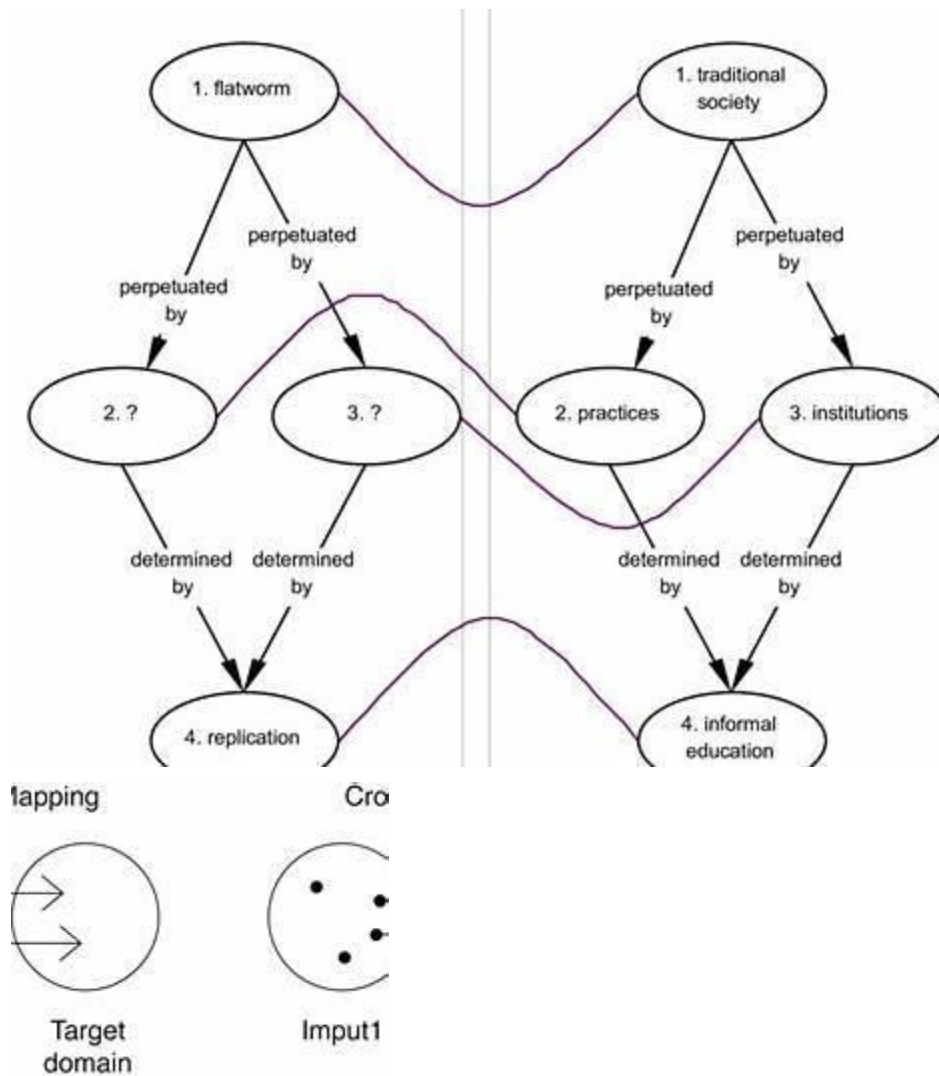 1. flatworm
1. traditional
society
perpetuated
by
perpetuated
by
perpetuated
by
perpetuated
by
2. ?
3. ?
2. practices
3. institutions
determined
by
determined
by
determined
by
determined
by
4. replication
4. informal
education
Mapping
Cro
Target
domain
Imput1